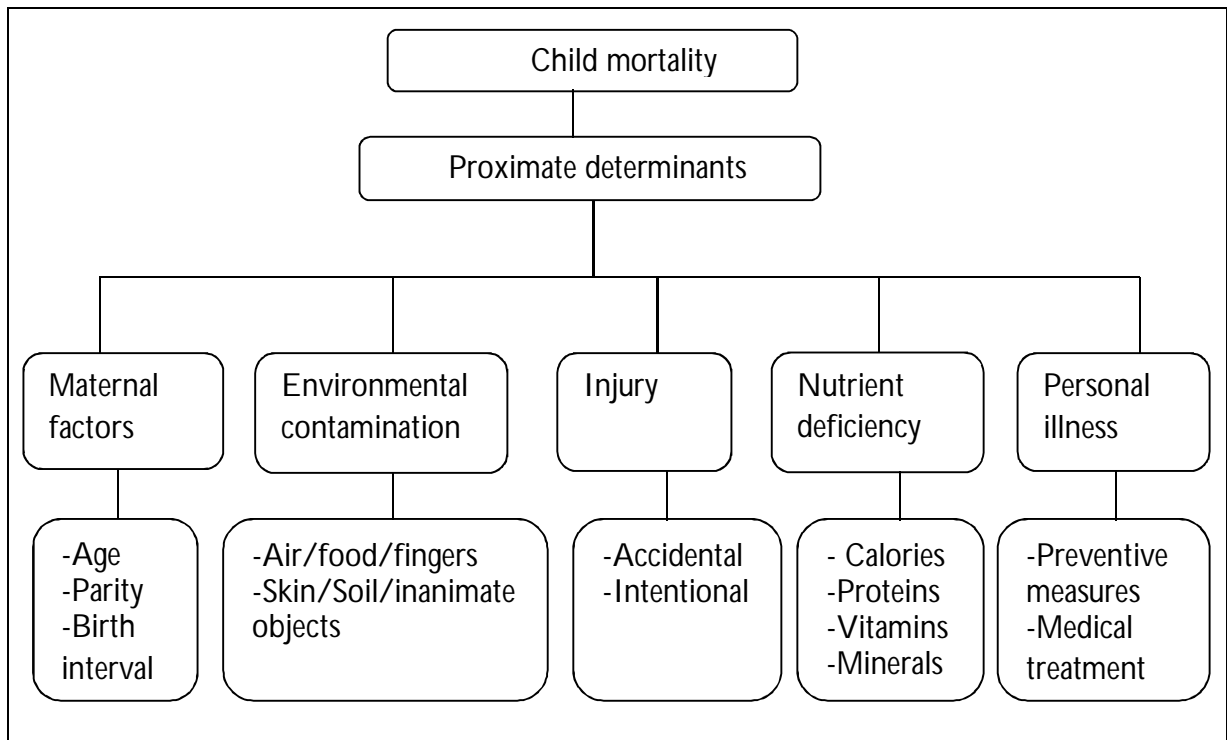 Child mortality
Proximate determinants
Maternal
factors
Environmental
contamination
Injury
Nutrient
deficiency
Personal
illness
-Age
-Parity
-Birth
interval
-Air/food/fingers
-Skin/Soil/inanimate
objects
-Accidental
-Intentional
- Calories
-Proteins
-Vitamins
-Minerals
-Preventive
measures
-Medical
treatment